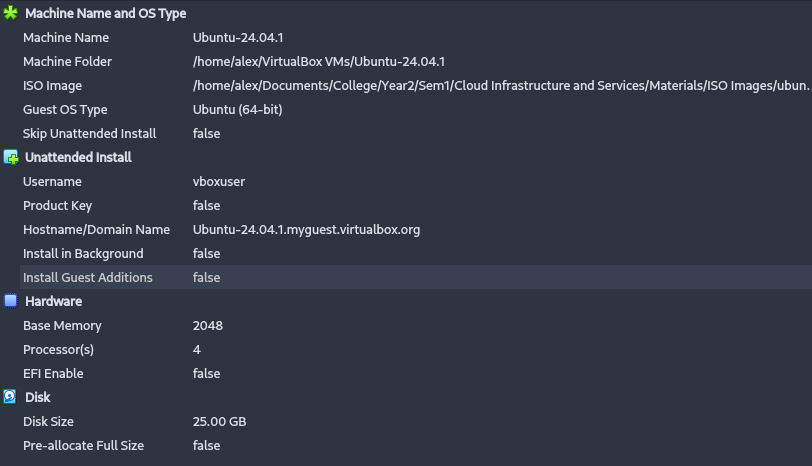 Machine Name and OS Type
Machine Name Ubuntu-24.04.1
Machine Folder /home/alex/VirtualBox VMs/Ubuntu-24.04.1
ISO Image /home/alex/Documents/College/Year2/Sem1/Cloud Infrastructure and Services/Materials/ISO Images/ubun...
Guest OS Type Ubuntu (64-bit)
Skip Unattended Install false
Unattended Install
Username vboxuser
Product Key false
Hostname/Domain Name Ubuntu-24.04.1.myguest.virtualbox.org
Install in Background false
Install Guest Additions false
Hardware
Base Memory 2048
Processor(s) 4
EFI Enable false
Disk
Disk Size 25.00 GB
Pre-allocate Full Size false